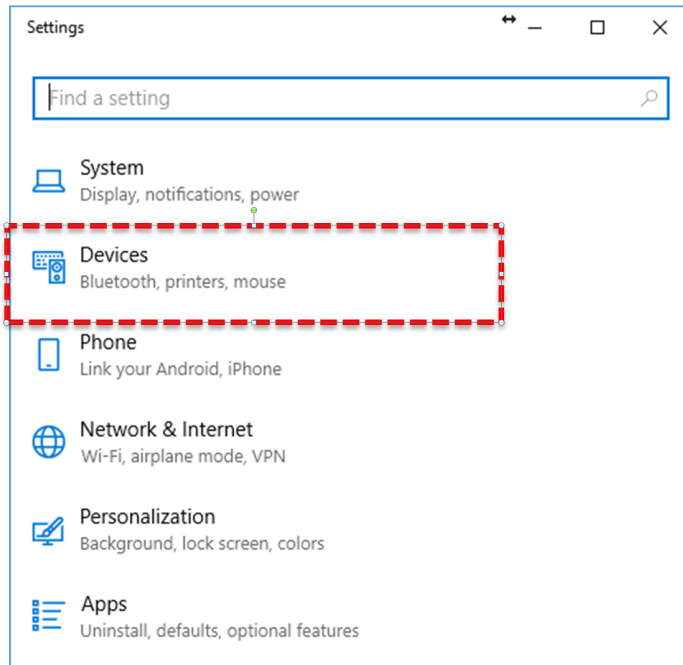 Settings
Find a setting
System
Display, notifications, power
Devices
Bluetooth, printers, mouse
Phone
Link your Android, iPhone
Network & Internet
Wi-Fi, airplane mode, VPN
Personalization
Background, lock screen, colors
Apps
Uninstall, defaults, optional features